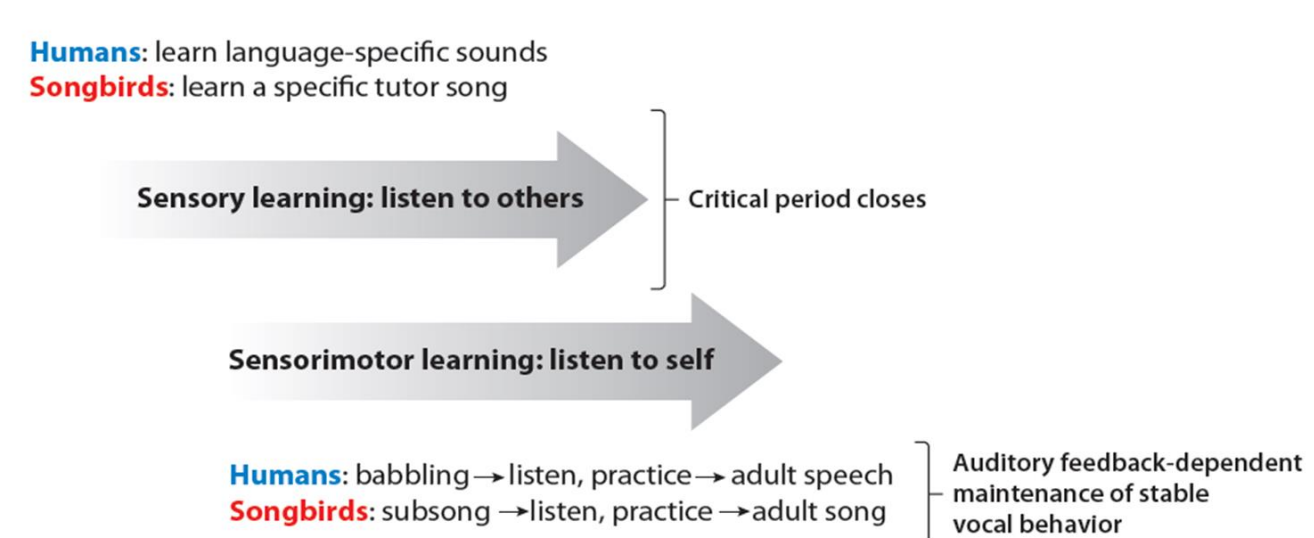 Humans: learn language-specific sounds
Songbirds: learn a specific tutor song
Sensory learning: listen to others
Critical period closes
Sensorimotor learning: listen to self
Humans: babbling→listen, practice→ adult speech
Songbirds: subsong →listen, practice →adult song
Auditory feedback-dependent
maintenance of stable
vocal behavior